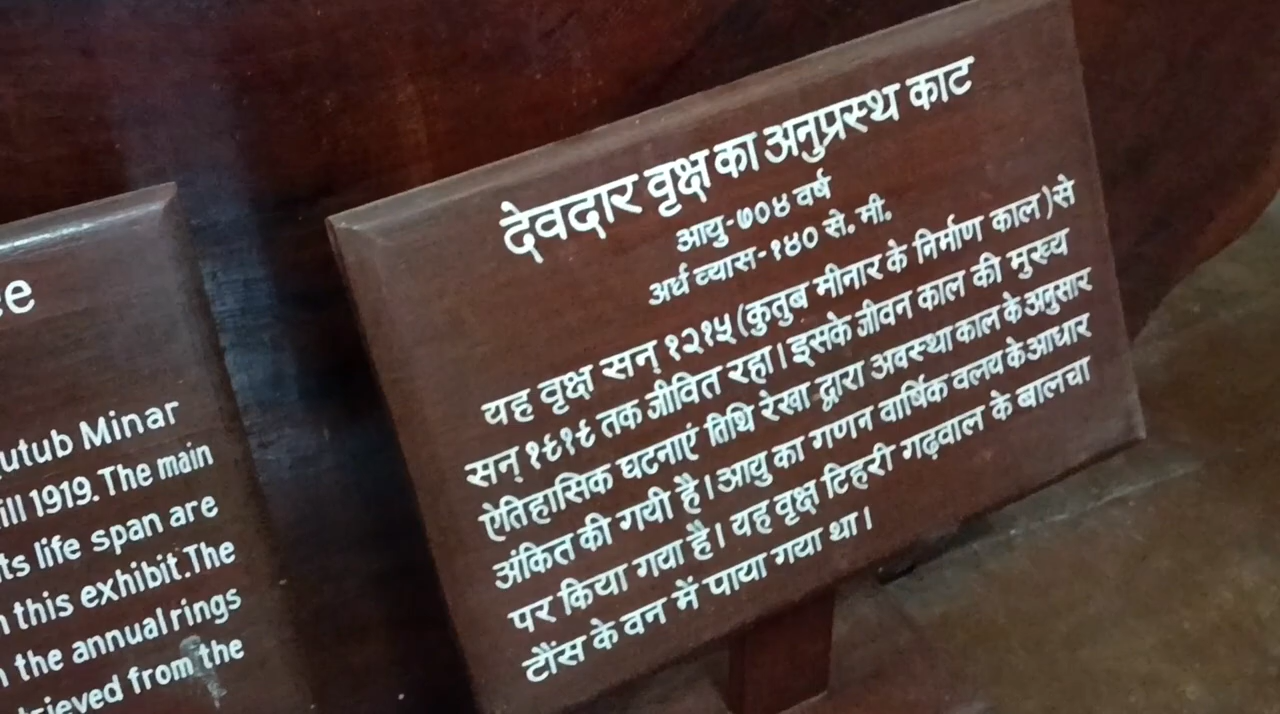 utub Minar
ill 1919. The main
ts life span are
this exhibit. The
the annual rings
from the
देवदार वृक्ष का अनुप्रस्थ काट
आयु-७०४ वर्ष
अर्ध व्यास-१४० से. मी.
यह वृक्ष सन् १२१५ (कुतुब मीनार के निर्माण काल) से
सन् १९१९ तक जीवित रहा। इसके जीवन काल की मुख्य
ऐतिहासिक घटनाएं तिथि रेखा द्वारा अवस्था काल के अनुसार
अंकित की गयी है। आयु का गणन वार्षिक वलय के आधार
पर किया गया है। यह वृक्ष टिहरी गढ़वाल के बालचा
टौंस के वन में पाया गया था।